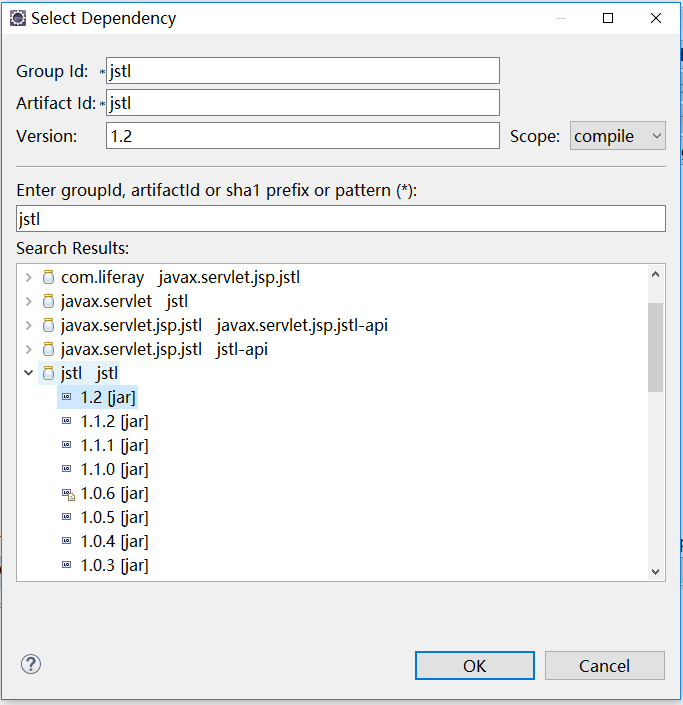 Select Dependency
Group Id: * jstl
Artifact Id: * jstl
Version: 1.2 Scope: compile
Enter groupId, artifactId or sha1 prefix or pattern (*):
jstl
Search Results:
com.liferay javax.servlet.jsp.jstl
javax.servlet jstl
javax.servlet.jsp.jstl javax.servlet.jsp.jstl-api
javax.servlet.jsp.jstl jstl-api
jstl jstl
1.2 [jar]
1.1.2 [jar]
1.1.1 [jar]
1.1.0 [jar]
1.0.6 [jar]
1.0.5 [jar]
1.0.4 [jar]
1.0.3 [jar]
? OK Cancel